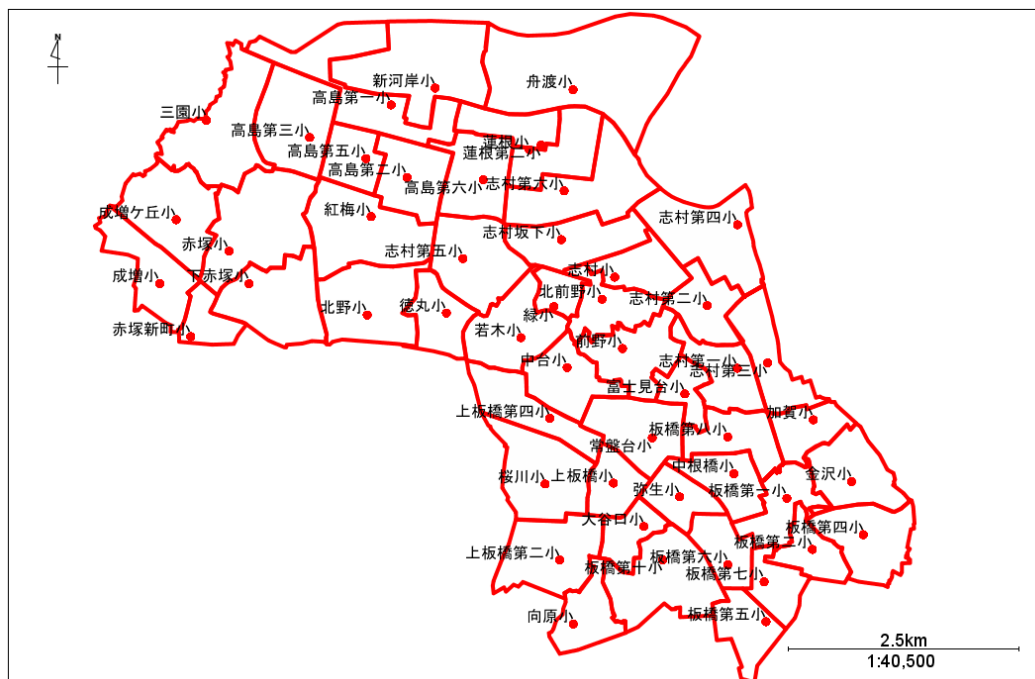 N
新河岸小
舟渡小
高島第一小
三園小
高島第三小
蓮根小
高島第五小
蓮根第二小
高島第二小
高島第六小
志村第六小
成増ケ丘小
紅梅小
志村第四小
志村坂下小
赤塚小
志村第五小
成増小
下赤塚小
志村小
北前野小
志村第二小
北野小
徳丸小
緑小
赤塚新町小
若木小
前野小
中台小
志村第一小
志村第三小
富士見台小
上板橋第四小
加賀小
板橋第八小
常盤台小
中根橋小
桜川小
上板橋小
弥生小
板橋第一小
金沢小
大谷口小
板橋第四小
板橋第二小
上板橋第二小
板橋第十小
板橋第六小
板橋第七小
向原小
板橋第五小
2.5km
1:40,500